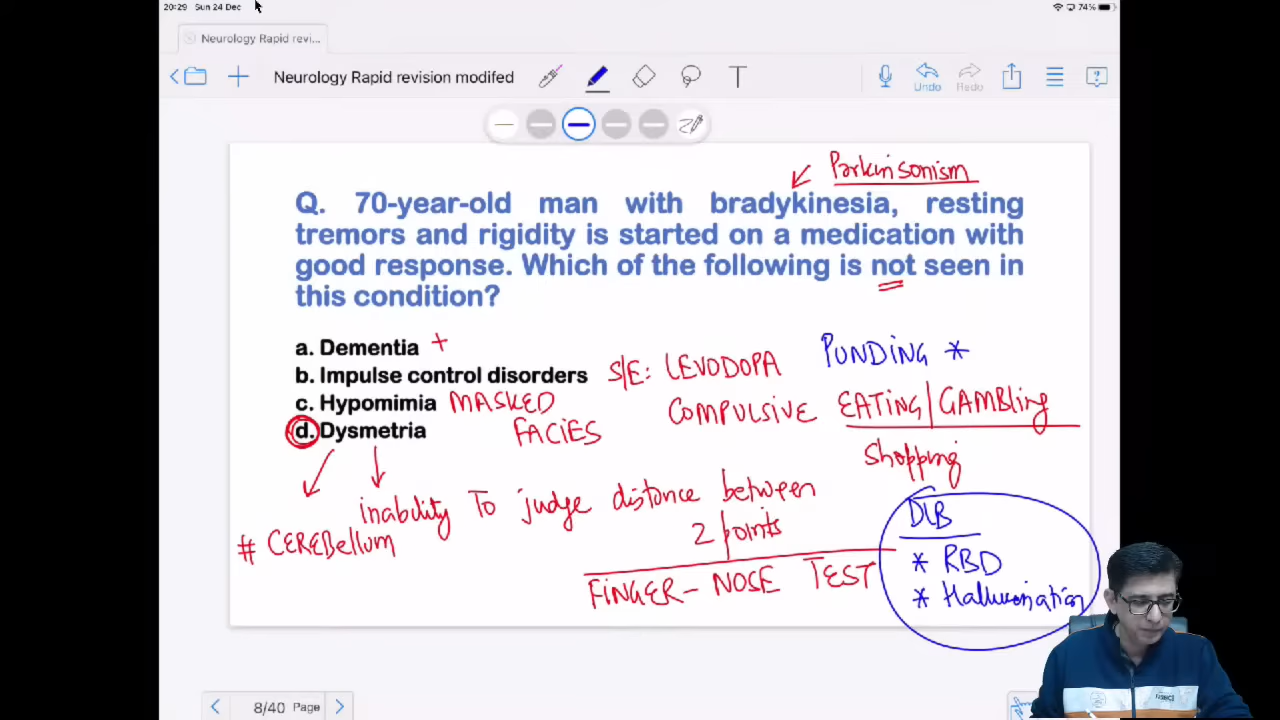 20:29 Sun 24 Dec
74%
Neurology Rapid revi...
Neurology Rapid revision modifed
T
Undo
Redo
Parkinsonism
Q. 70-year-old man with bradykinesia, resting
tremors and rigidity is started on a medication with
good response. Which of the following is not seen in
this condition?
a. Dementia +
PUNDING *
b. Impulse control disorders S/E: LEVODOPA
c. Hypomimia MASKED
COMPULSIVE EATING/GAMBLING
d. Dysmetria FACIES
Shopping
inability To judge distance between
2 points
# CEREBellum
FINGER-NOSE TEST
DLB
* RBD
* Hallucination
8/40 Page